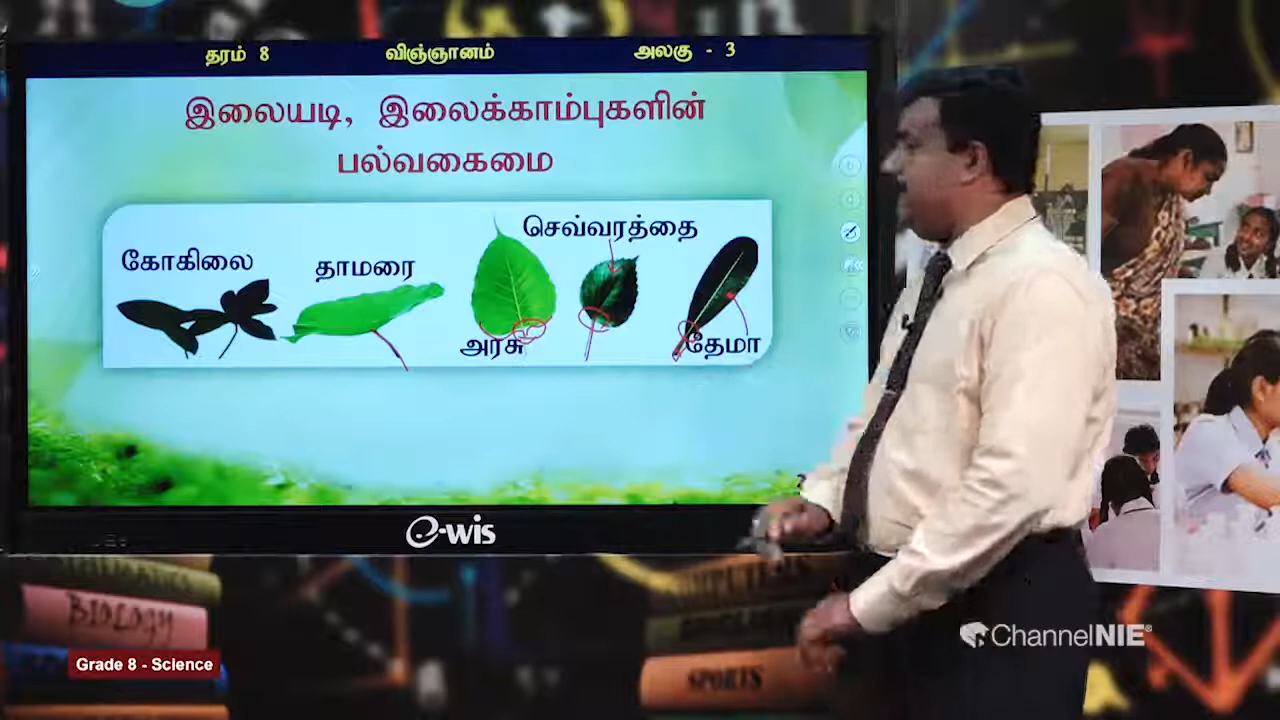 தரம் 8 விஞ்ஞானம் அலகு - 3
இலையடி, இலைக்காம்புகளின்
பல்வகைமை
செவ்வரத்தை
கோகிலை தாமரை
அரசு தேமா
e-wis
BIOLOGY
SPORTS
Grade 8 - Science
ChannelNIE